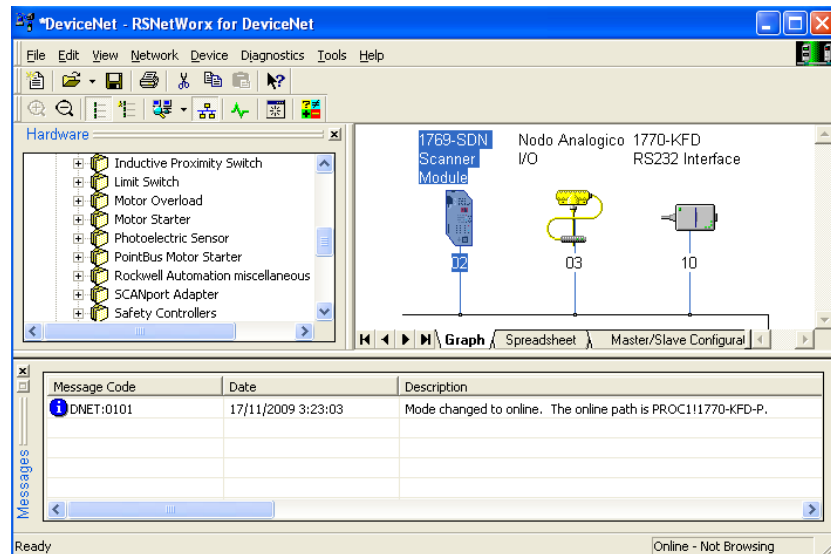 *DeviceNet - RSNetWorx for DeviceNet
File Edit View Network Device Diagnostics Tools Help
Hardware
Inductive Proximity Switch
Limit Switch
Motor Overload
Motor Starter
Photoelectric Sensor
PointBus Motor Starter
Rockwell Automation miscellaneous
SCANport Adapter
Safety Controllers
1769-SDN Scanner Module
Nodo Analogico I/O
1770-KFD RS232 Interface
02
03
10
Graph Spreadsheet Master/Slave Configurat
Messages
Message Code Date Description
DNET:0101 17/11/2009 3:23:03 Mode changed to online. The online path is PROC1!1770-KFD-P.
Ready
Online - Not Browsing